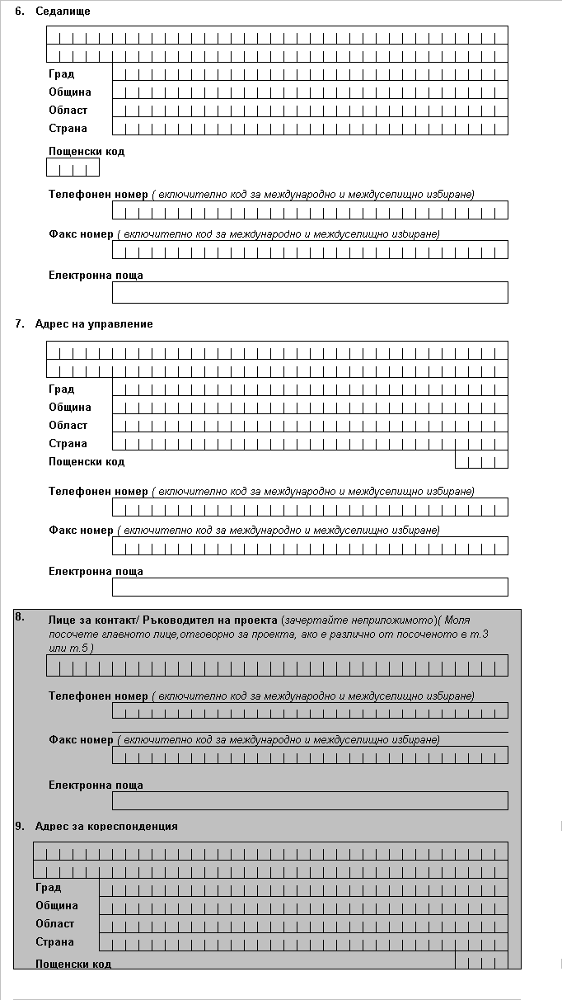 6. Седалище
Град
Община
Област
Страна
Пощенски код
Телефонен номер ( включително код за международно и междуселищно избиране)
Факс номер ( включително код за международно и междуселищно избиране)
Електронна поща
7. Адрес на управление
Град
Община
Област
Страна
Пощенски код
Телефонен номер ( включително код за международно и междуселищно избиране)
Факс номер ( включително код за международно и междуселищно избиране)
Електронна поща
8. Лице за контакт/ Ръководител на проекта (зачертайте неприложимото)( Моля
посочете главното лице,отговорно за проекта, ако е различно от посоченото в т.3
или т.5 )
Телефонен номер ( включително код за международно и междуселищно избиране)
Факс номер ( включително код за международно и междуселищно избиране)
Електронна поща
9. Адрес за кореспонденция
Град
Община
Област
Страна
Пощенски код